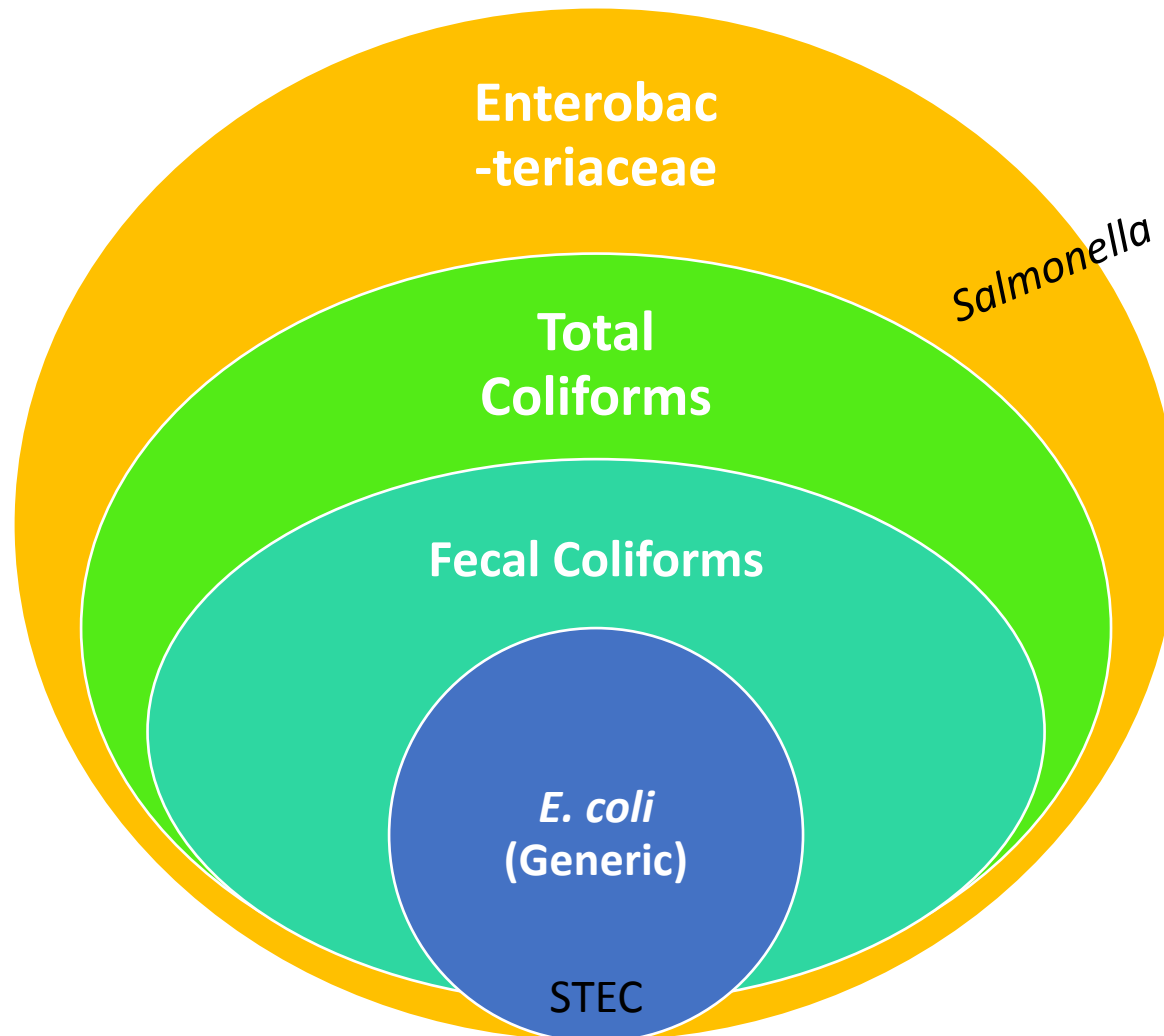 Enterobac
-teriaceae
Salmonella
Total
Coliforms
Fecal Coliforms
E. coli
(Generic)
STEC